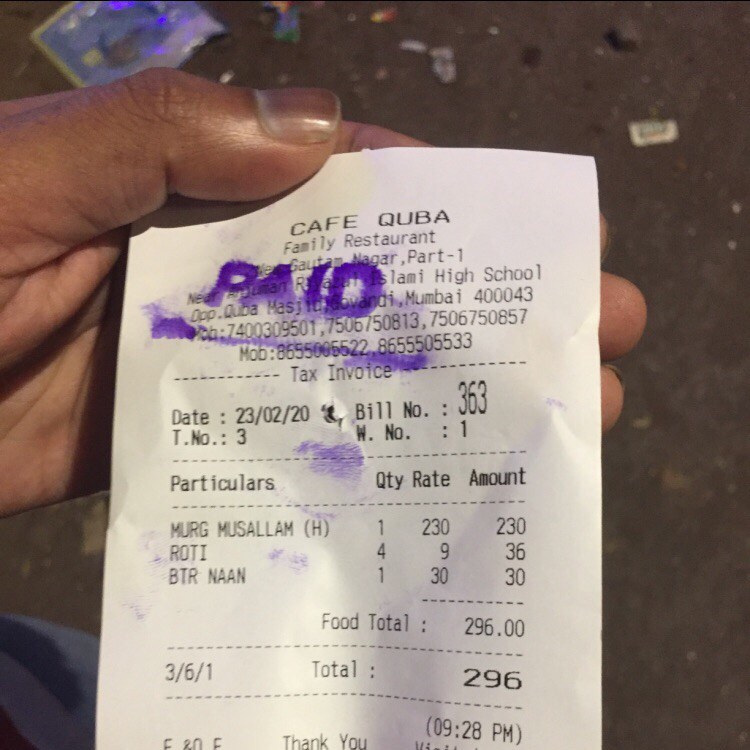 CAFE QUBA
Family Restaurant
Gautam Nagar,Part-1
Near Islami High School
Opp.Quba Masjid,Govandi,Mumbai 400043
Mob:7400309501,7506750813,7506750857
Mob:8655005522,8655505533
Tax Invoice
Date : 23/02/20 Bill No. : 363
T.No.: 3 W. No. : 1
Particulars Qty Rate Amount
MURG MUSALLAM (H) 1 230 230
ROTI 4 9 36
BTR NAAN 1 30 30
Food Total : 296.00
3/6/1 Total : 296
(09:28 PM)
E &O E Thank You
PAID